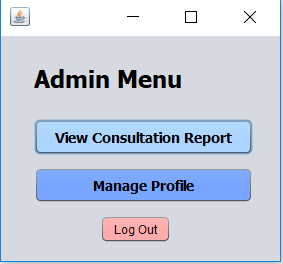 Admin Menu
View Consultation Report
Manage Profile
Log Out